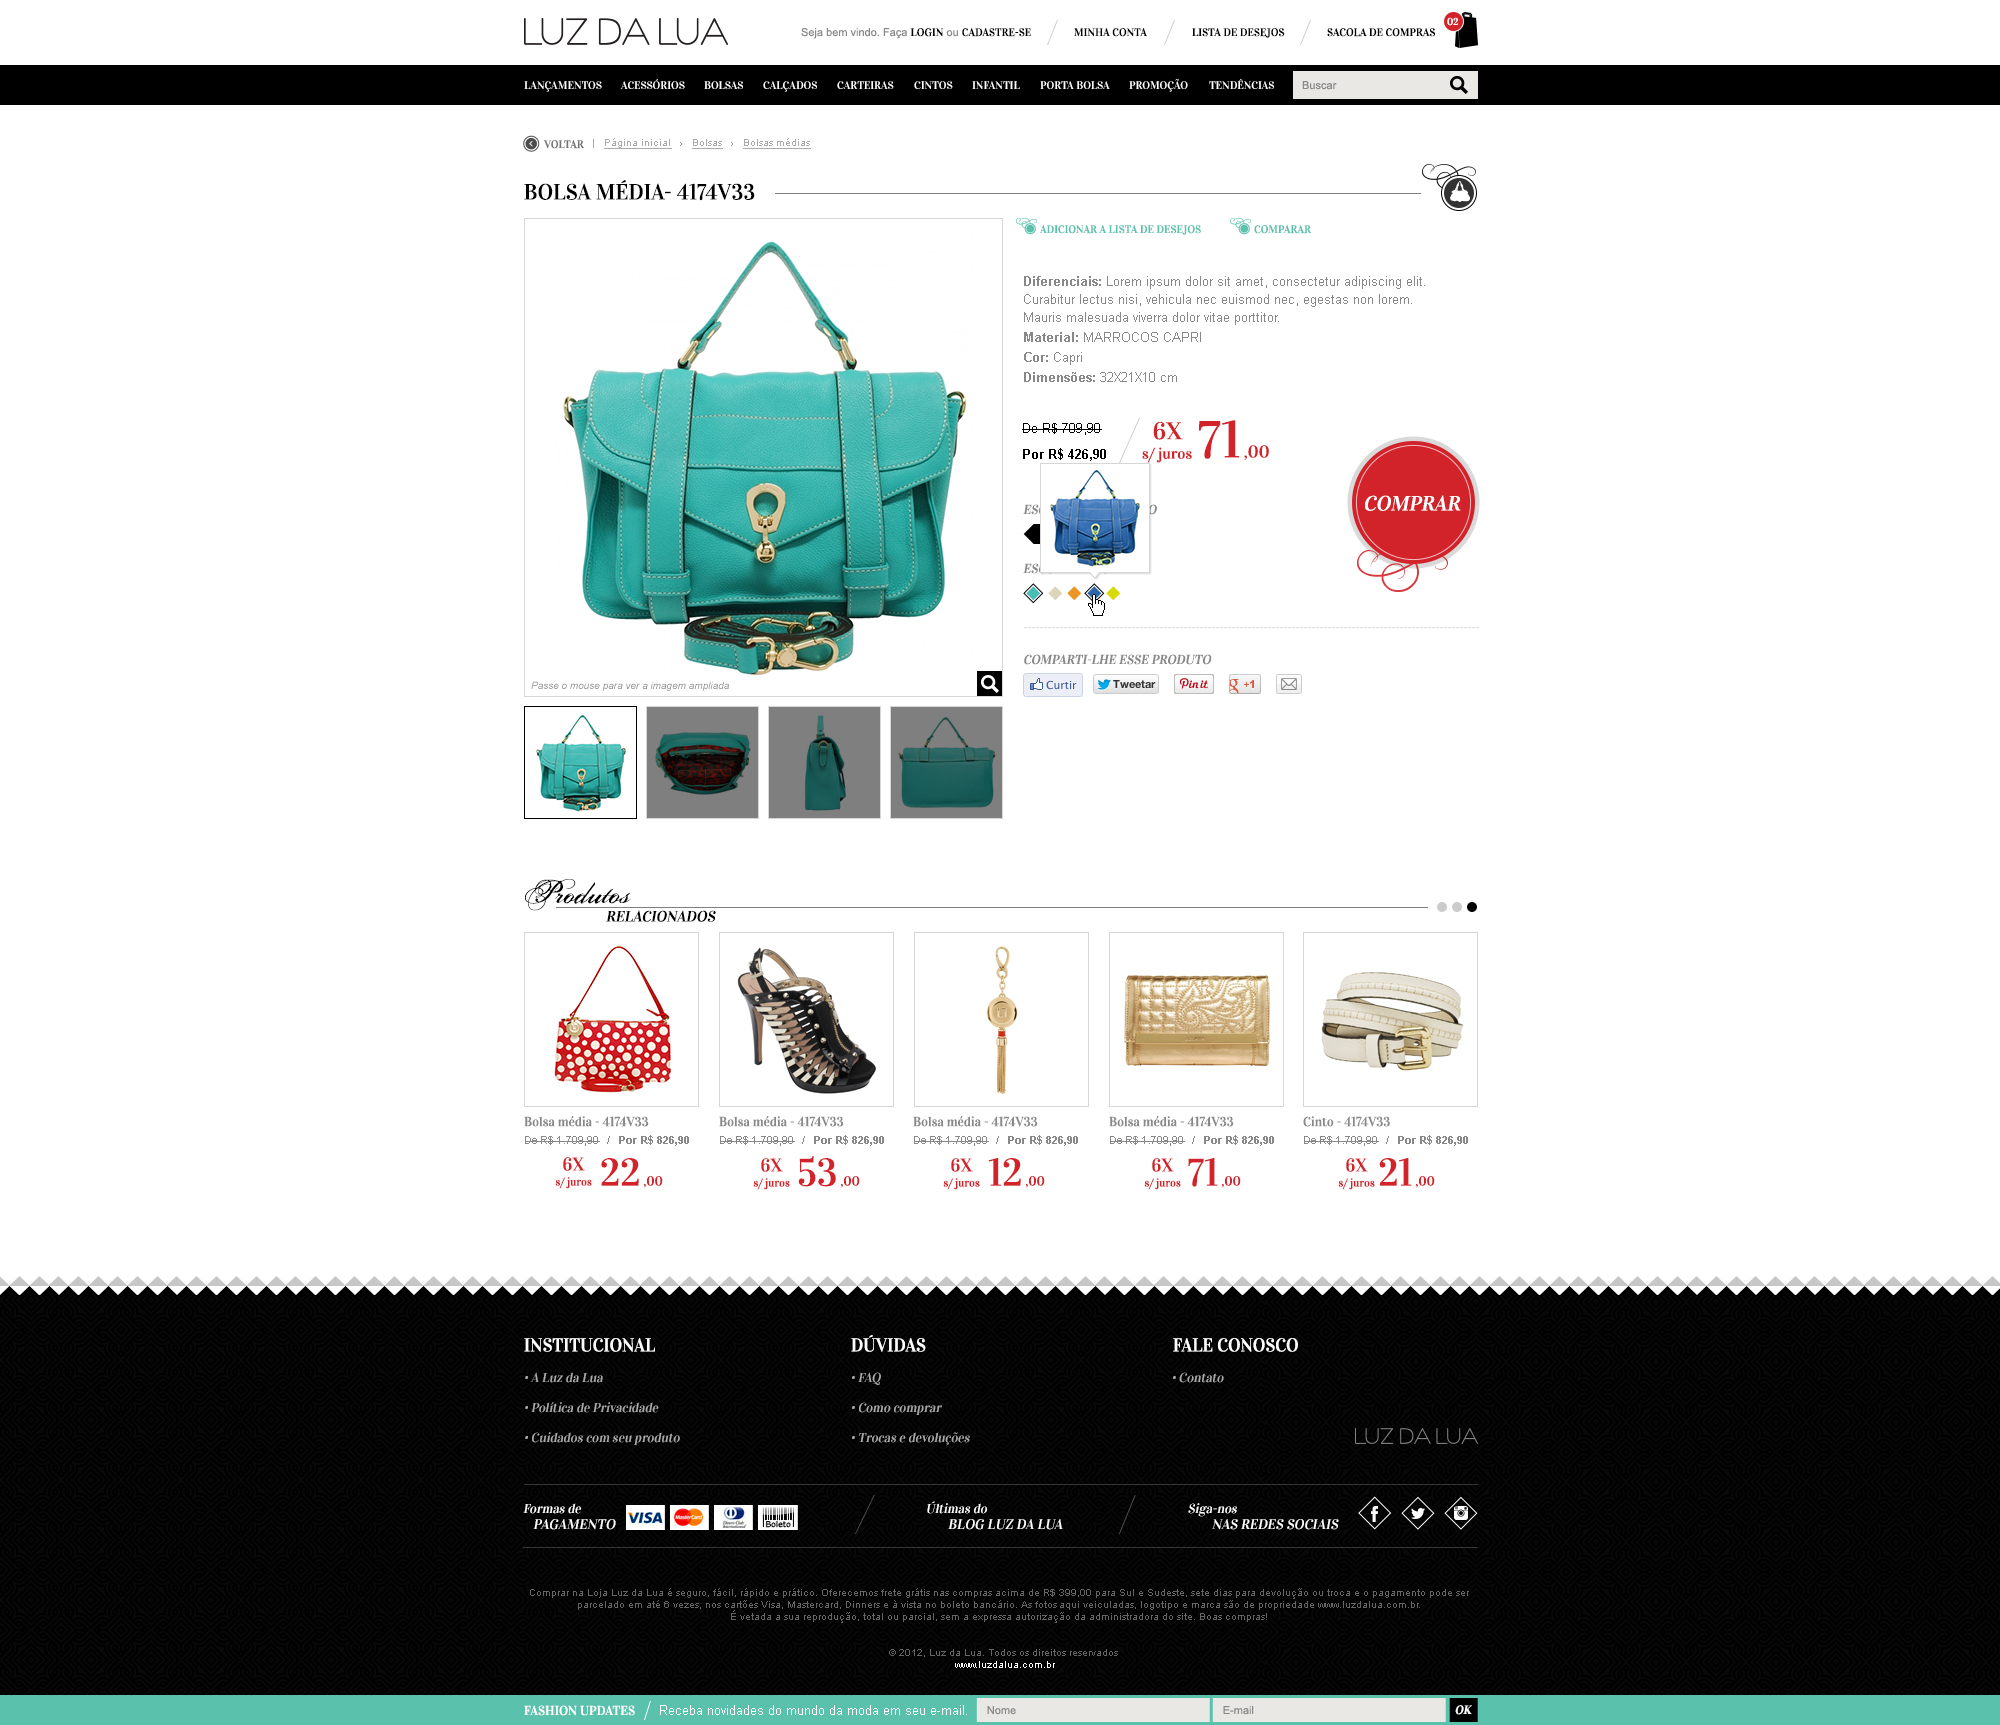 LUZ DA LUA
Seja bem vindo. Faça LOGIN ou CADASTRE-SE
MINHA CONTA
LISTA DE DESEJOS
SACOLA DE COMPRAS
02
LANÇAMENTOS ACESSÓRIOS BOLSAS CALÇADOS CARTEIRAS CINTOS INFANTIL PORTA BOLSA PROMOÇÃO TENDÊNCIAS
Buscar
VOLTAR | Página inicial › Bolsas › Bolsas médias
BOLSA MÉDIA- 4174V33
ADICIONAR A LISTA DE DESEJOS
COMPARAR
Diferenciais: Lorem ipsum dolor sit amet, consectetur adipiscing elit.
Curabitur lectus nisi, vehicula nec euismod nec, egestas non lorem.
Mauris malesuada viverra dolor vitae porttitor.
Material: MARROCOS CAPRI
Cor: Capri
Dimensões: 32X21X10 cm
De R$ 709,90
Por R$ 426,90
6X
s/ juros 71,00
COMPRAR
Passe o mouse para ver a imagem ampliada
COMPARTI-LHE ESSE PRODUTO
Curtir
Tweetar
Pin it
g +1
Produtos
RELACIONADOS
Bolsa média - 4174V33
De R$ 1.709,90 / Por R$ 826,90
6X
s/ juros 22,00
Bolsa média - 4174V33
De R$ 1.709,90 / Por R$ 826,90
6X
s/ juros 53,00
Bolsa média - 4174V33
De R$ 1.709,90 / Por R$ 826,90
6X
s/ juros 12,00
Bolsa média - 4174V33
De R$ 1.709,90 / Por R$ 826,90
6X
s/ juros 71,00
Cinto - 4174V33
De R$ 1.709,90 / Por R$ 826,90
6X
s/ juros 21,00
INSTITUCIONAL
• A Luz da Lua
• Política de Privacidade
• Cuidados com seu produto
DÚVIDAS
• FAQ
• Como comprar
• Trocas e devoluções
FALE CONOSCO
• Contato
LUZ DA LUA
Formas de
PAGAMENTO
VISA
MasterCard
Diners Club
International
Boleto
Últimas do
BLOG LUZ DA LUA
Siga-nos
NAS REDES SOCIAIS
Comprar na Loja Luz da Lua é seguro, fácil, rápido e prático. Oferecemos frete grátis nas compras acima de R$ 399,00 para Sul e Sudeste, sete dias para devolução ou troca e o pagamento pode ser
parcelado em até 6 vezes, nos cartões Visa, Mastercard, Dinners e à vista no boleto bancário. As fotos aqui veiculadas, logotipo e marca são de propriedade www.luzdalua.com.br.
É vetada a sua reprodução, total ou parcial, sem a expressa autorização da administradora do site. Boas compras!
© 2012, Luz da Lua. Todos os direitos reservados
www.luzdalua.com.br
FASHION UPDATES / Receba novidades do mundo da moda em seu e-mail.
Nome
E-mail
OK